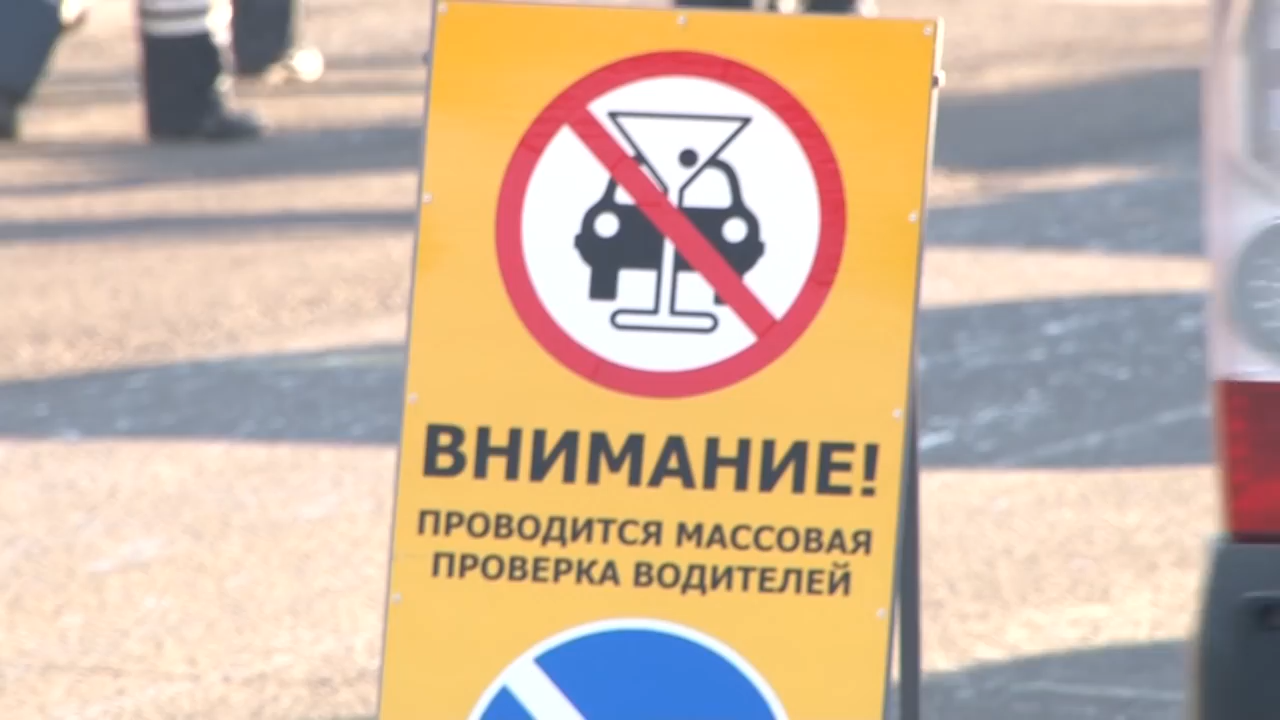 ВНИМАНИЕ!
ПРОВОДИТСЯ МАССОВАЯ
ПРОВЕРКА ВОДИТЕЛЕЙ